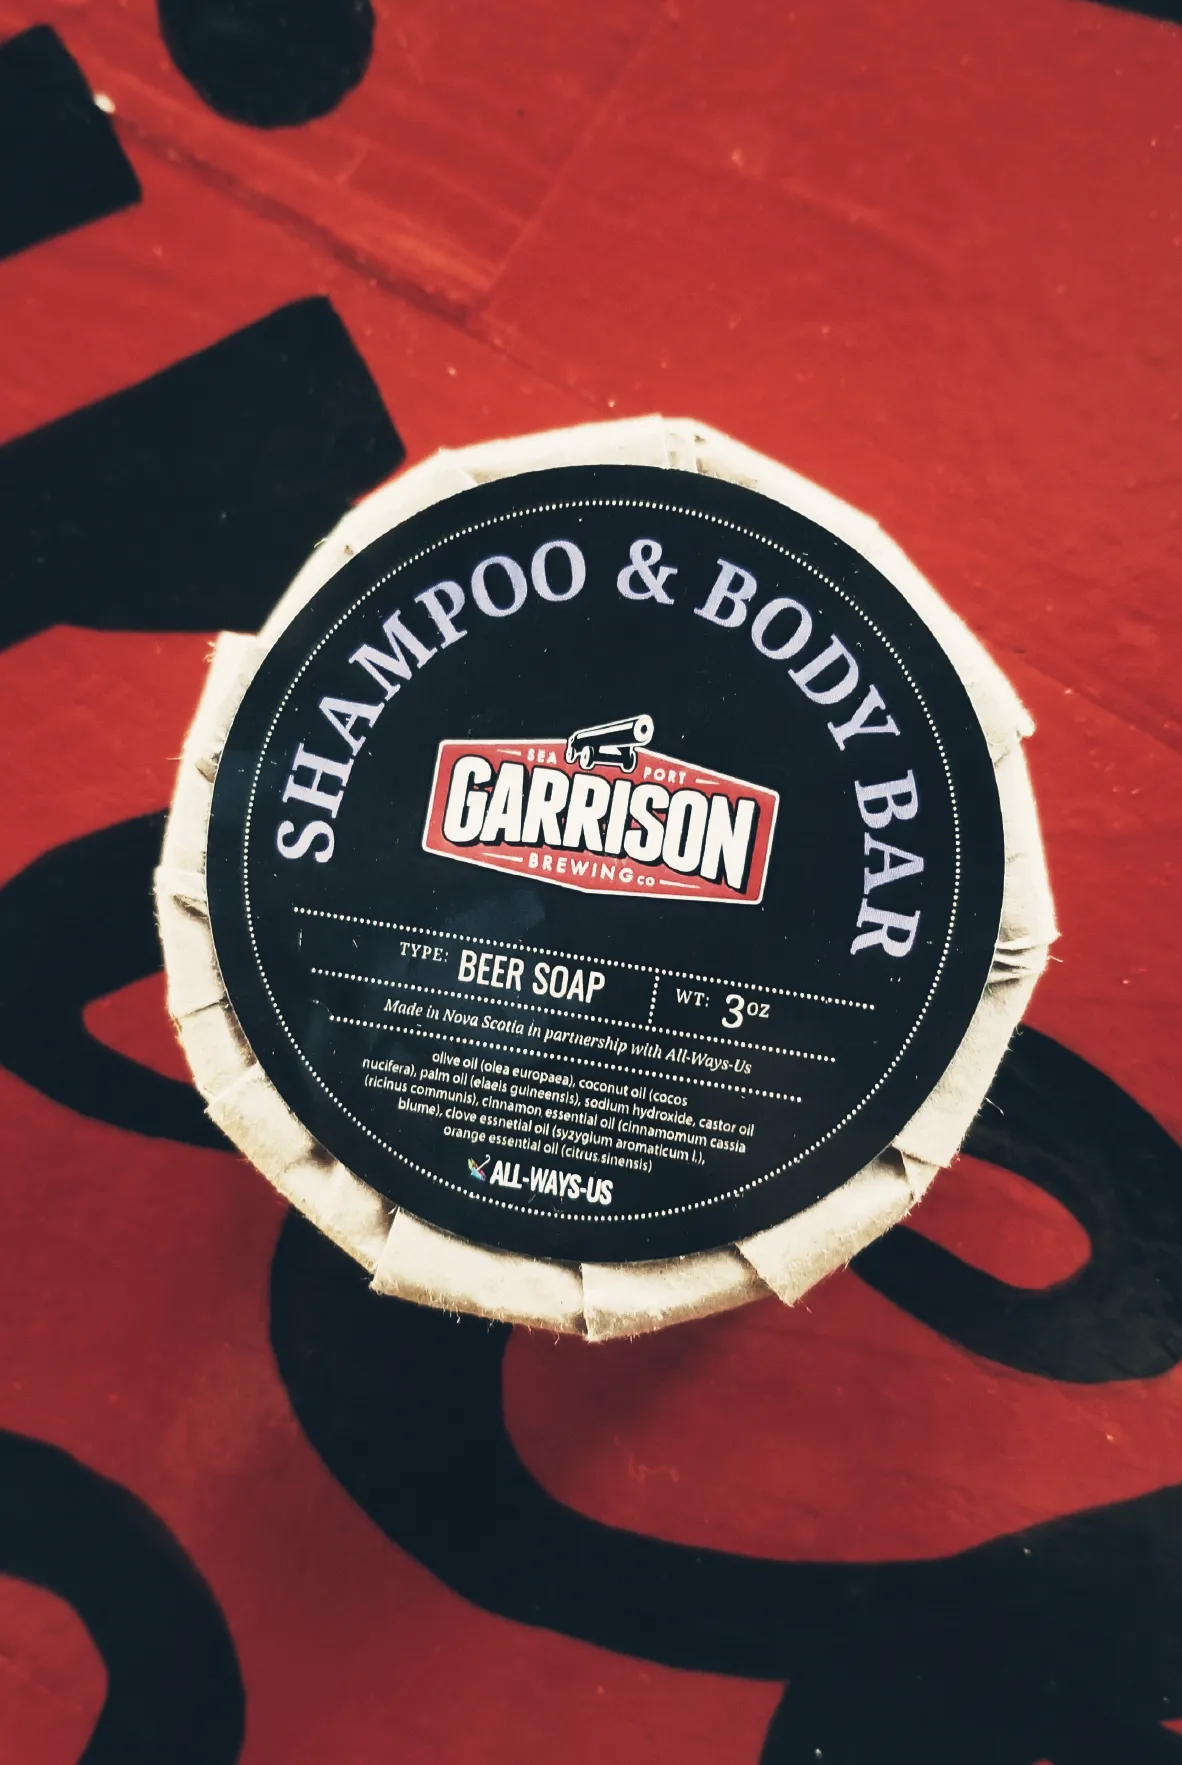 SHAMPOO & BODY BAR
SEA PORT
GARRISON
BREWING CO
TYPE: BEER SOAP
WT: 3 OZ
Made in Nova Scotia in partnership with All-Ways-Us
olive oil (olea europaea), coconut oil (cocos
nucifera), palm oil (elaeis guineensis), sodium hydroxide, castor oil
(ricinus communis), cinnamon essential oil (cinnamomum cassia
blume), clove essnetial oil (syzygium aromaticum l.),
orange essential oil (citrus sinensis)
ALL-WAYS-US